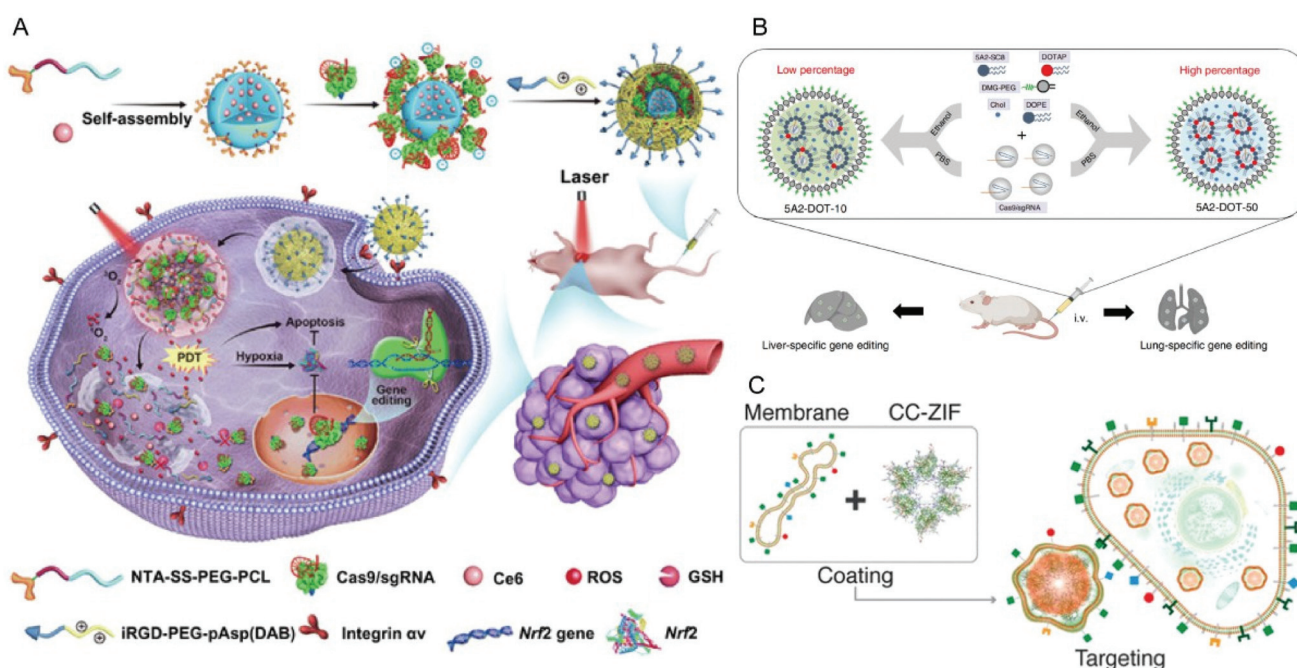 A
Self-assembly
Laser
³O₂
¹O₂
PDT
Apoptosis
Hypoxia
Gene
editing
NTA-SS-PEG-PCL
Cas9/sgRNA
Ce6
ROS
GSH
iRGD-PEG-pAsp(DAB)
Integrin αv
Nrf2 gene
Nrf2
B
Low percentage
5A2-SC8
DOTAP
High percentage
DMG-PEG
Chol
DOPE
Ethanol
+
Ethanol
PBS
PBS
Cas9/sgRNA
5A2-DOT-10
5A2-DOT-50
i.v.
Liver-specific gene editing
Lung-specific gene editing
C
Membrane
CC-ZIF
+
Coating
Targeting